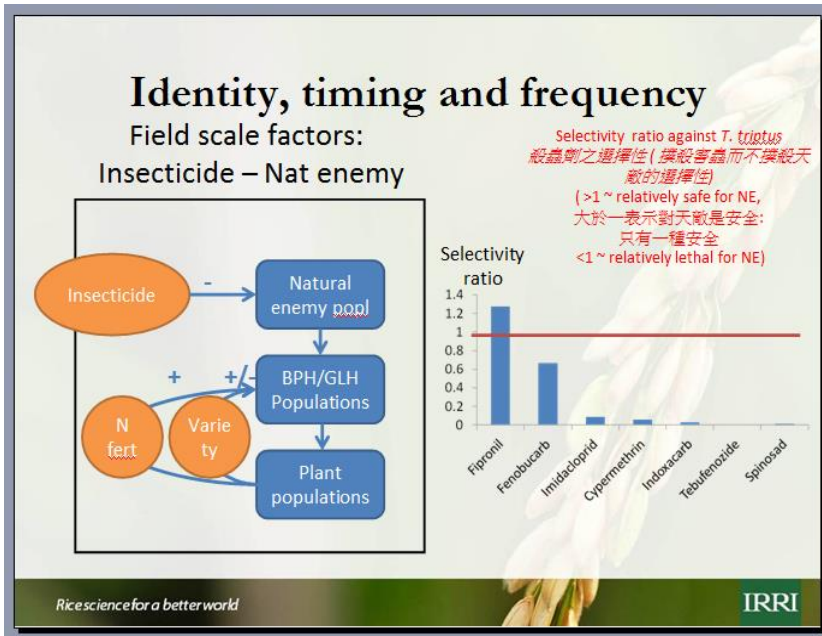 Identity, timing and frequency
Field scale factors:
Insecticide – Nat enemy
Selectivity ratio against T. triptus
殺蟲劑之選擇性 ( 撲殺害蟲而不撲殺天
敵的選擇性)
( >1 ~ relatively safe for NE,
大於一表示對天敵是安全:
只有一種安全
<1 ~ relatively lethal for NE)
Insecticide
-
Natural
enemy popl
+
+/-
BPH/GLH
Populations
N
fert
Varie
ty
Plant
populations
Selectivity
ratio
1.4
1.2
1
0.8
0.6
0.4
0.2
0
Fipronil
Fenobucarb
Imidacloprid
Cypermethrin
Indoxacarb
Tebufenozide
Spinosad
Rice science for a better world
IRRI